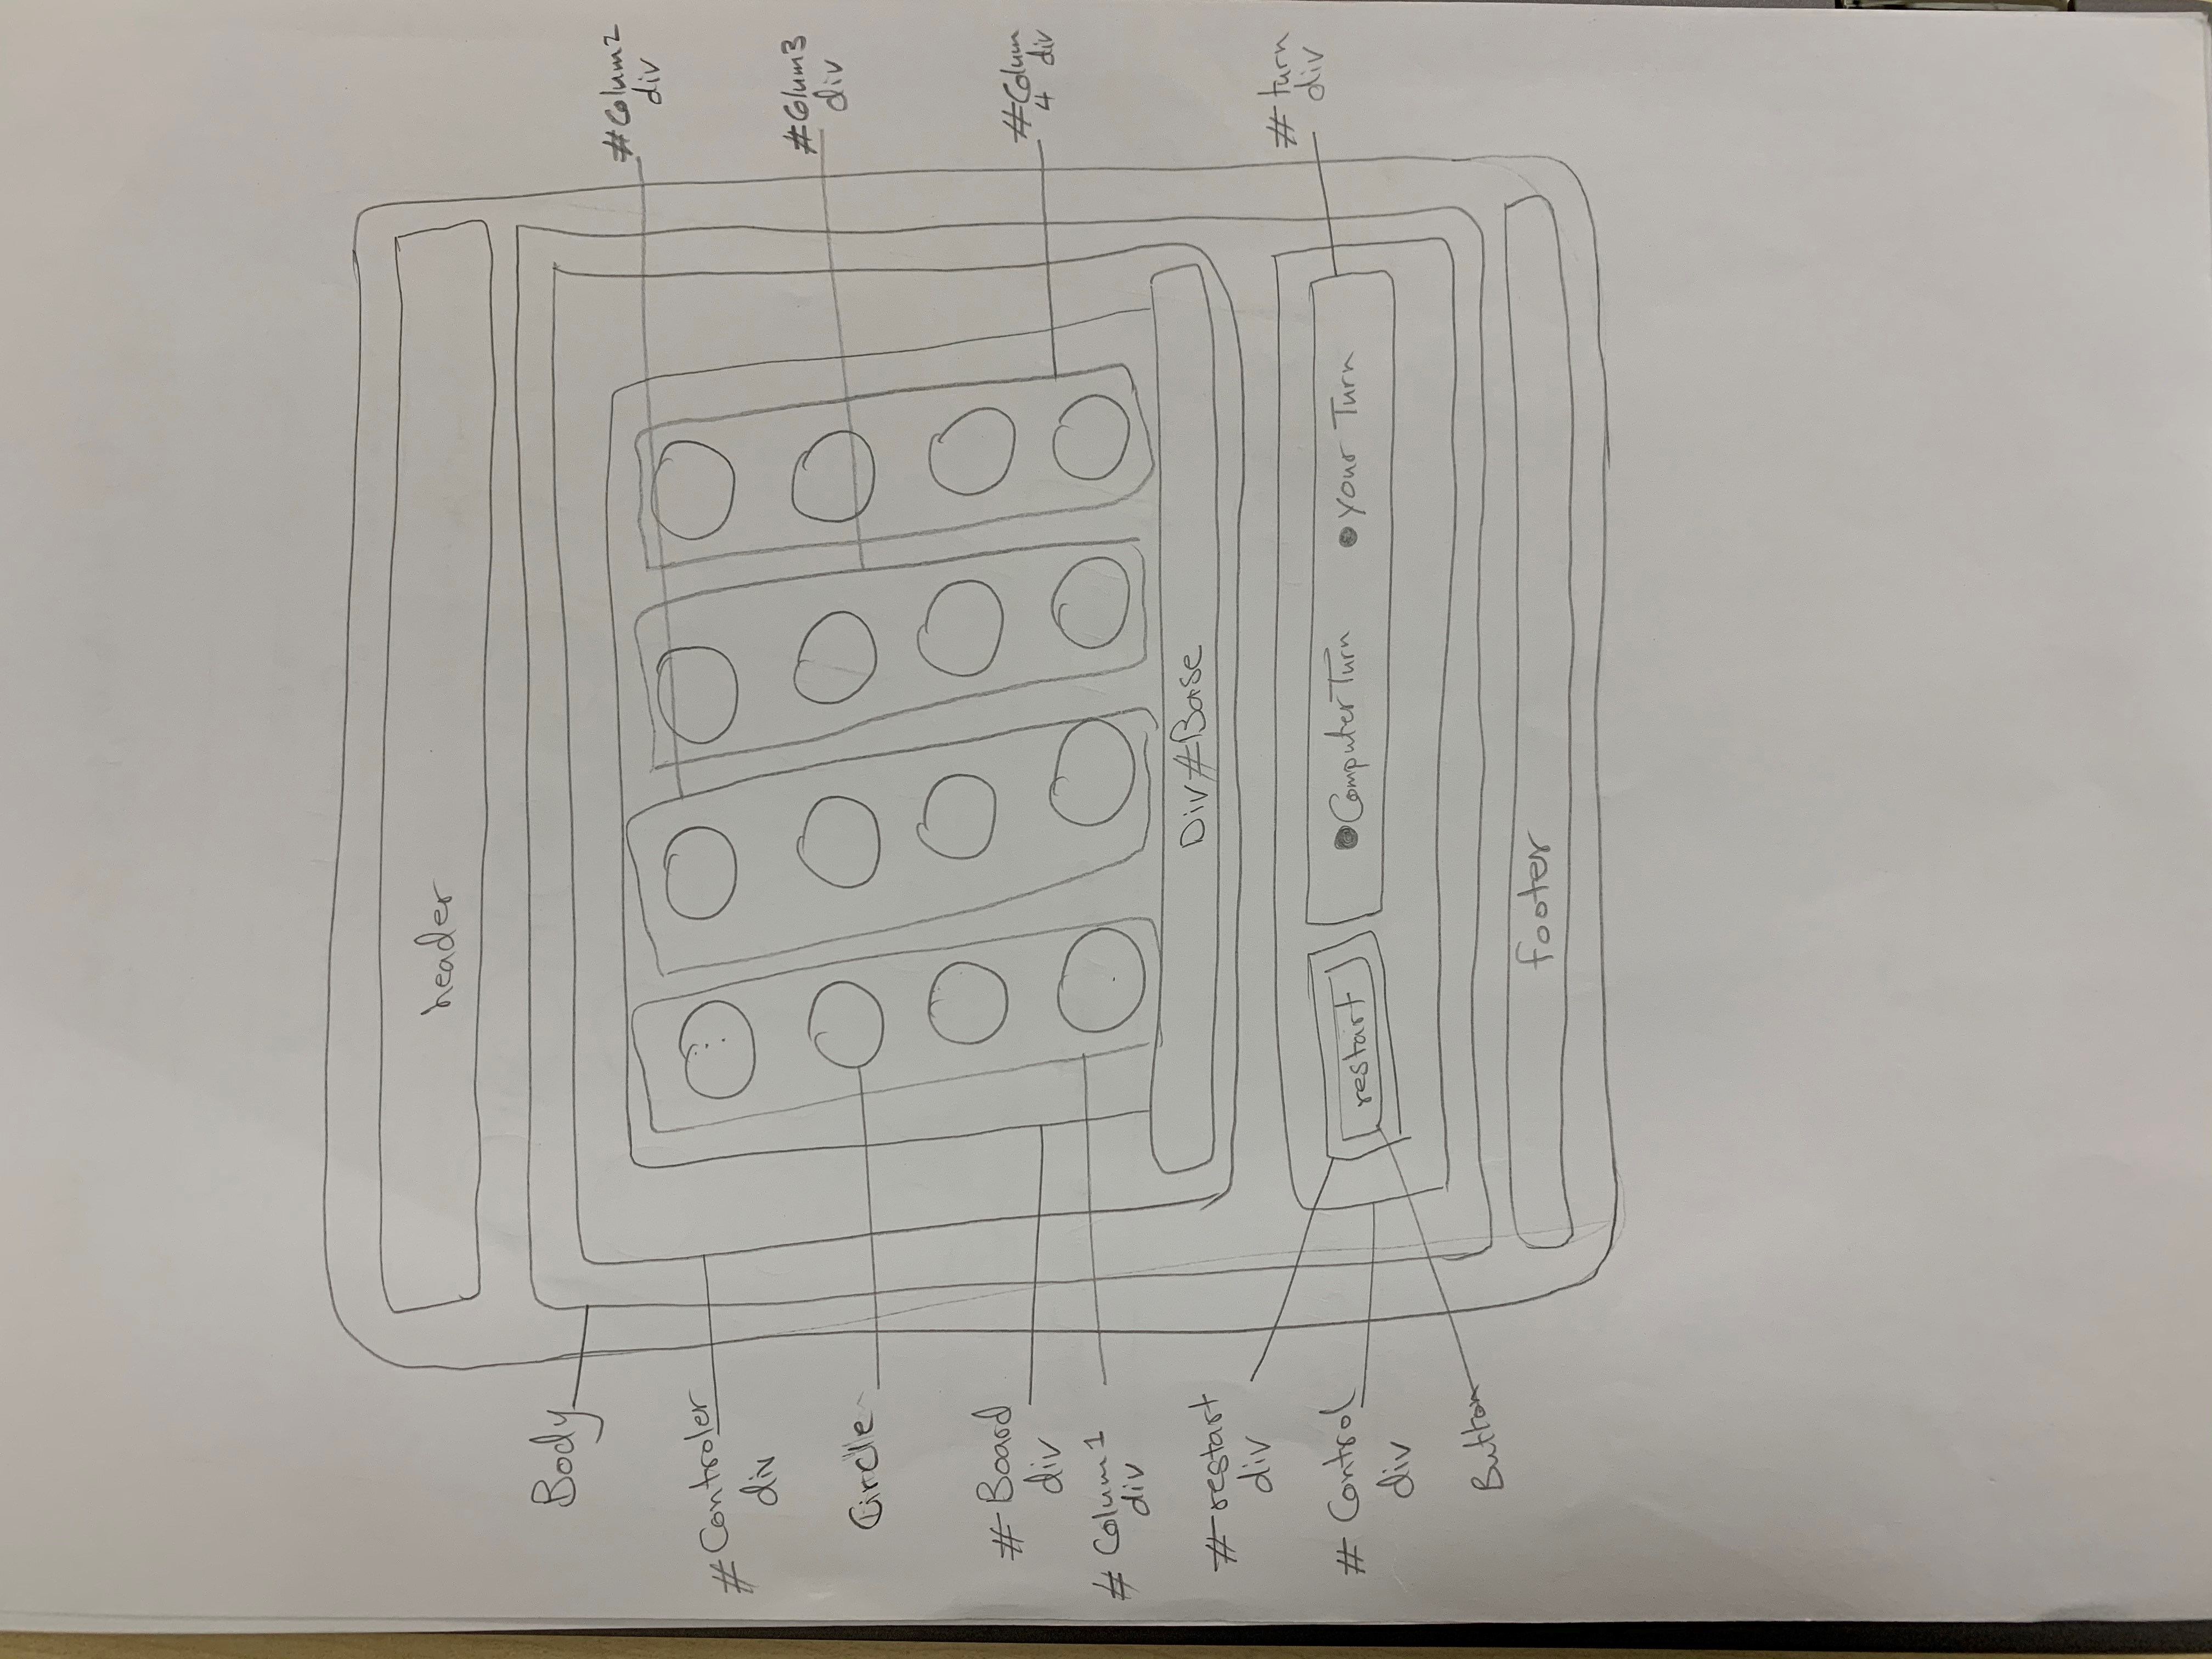 header
Body
# Controler
div
Circle
# Board
div
# Colum1
div
# restart
div
# Control
div
Button
# Colum2
div
# Colum3
div
# Colum
4 div
Div#Base
# turn
div
restart
Computer Turn
Your Turn
footer